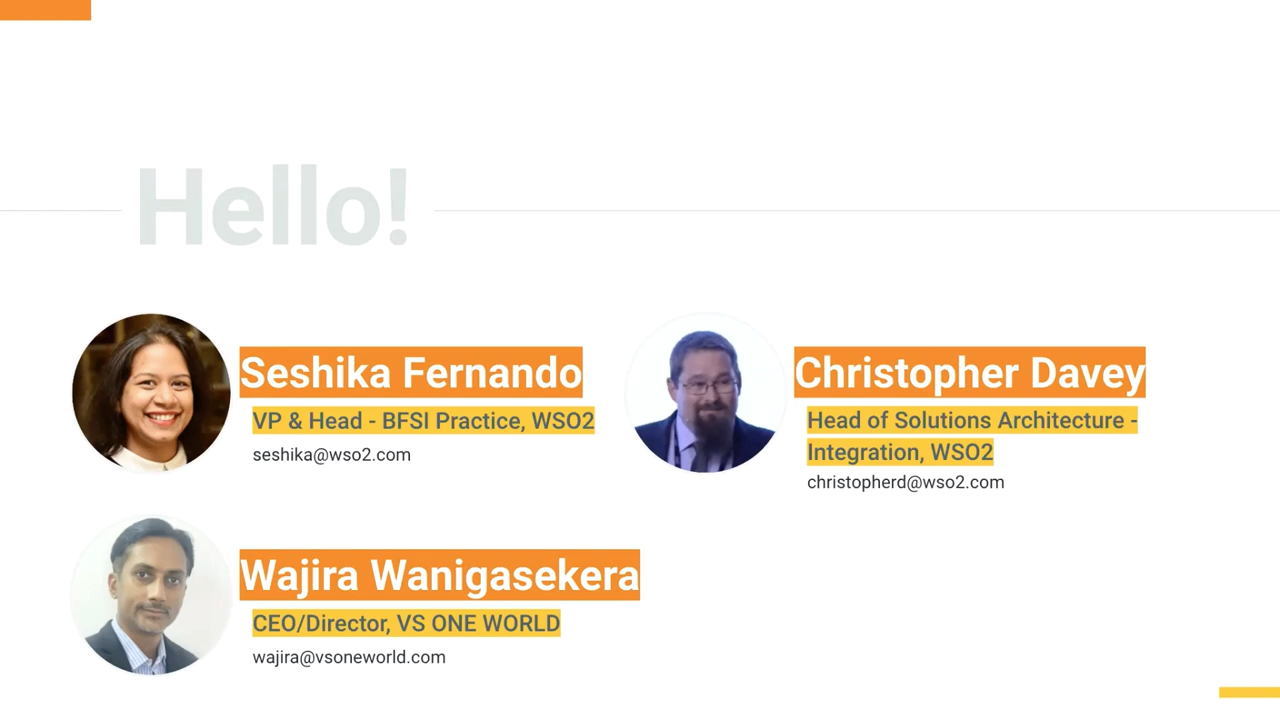 Hello!
Seshika Fernando
VP & Head - BFSI Practice, WSO2
seshika@wso2.com
Christopher Davey
Head of Solutions Architecture -
Integration, WSO2
christopherd@wso2.com
Wajira Wanigasekera
CEO/Director, VS ONE WORLD
wajira@vsoneworld.com